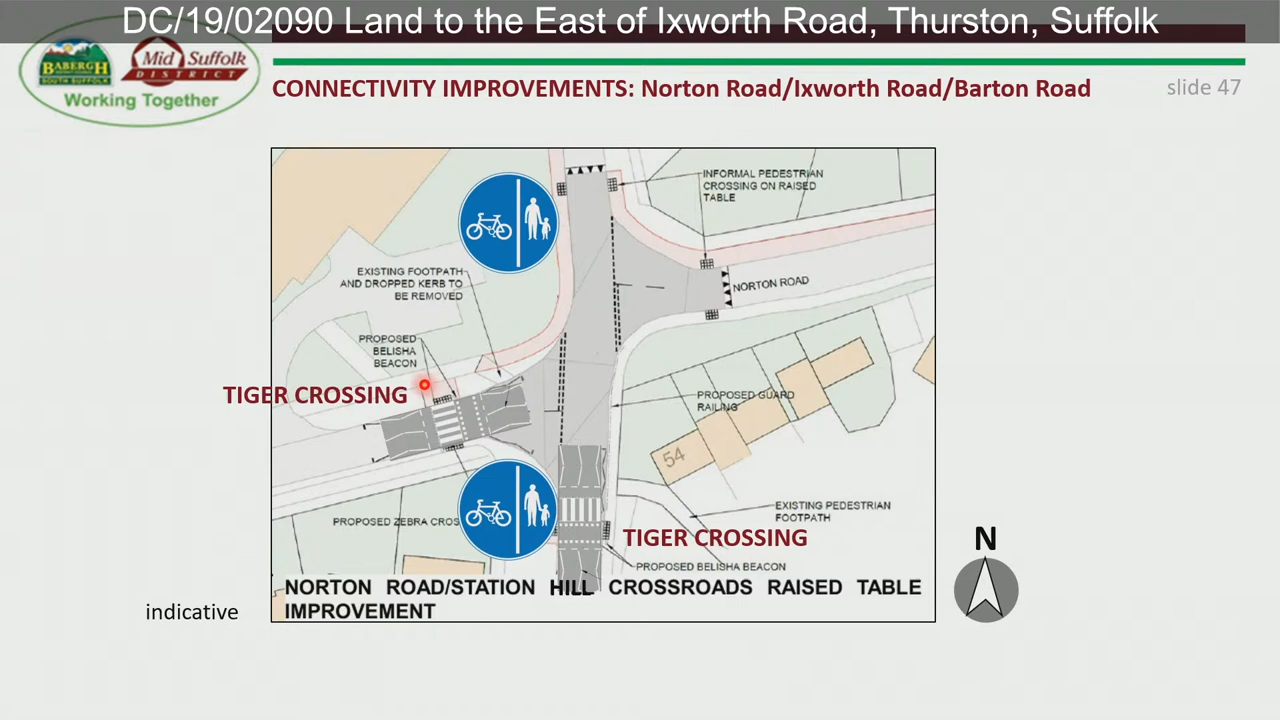 DC/19/02090 Land to the East of Ixworth Road, Thurston, Suffolk
BABERGH
SOUTH SUFFOLK
Mid Suffolk
DISTRICT
Working Together
CONNECTIVITY IMPROVEMENTS: Norton Road/Ixworth Road/Barton Road
slide 47
INFORMAL PEDESTRIAN
CROSSING ON RAISED
TABLE
EXISTING FOOTPATH
AND DROPPED KERB TO
BE REMOVED
NORTON ROAD
PROPOSED
BELISHA
BEACON
TIGER CROSSING
PROPOSED GUARD
RAILING
54
EXISTING PEDESTRIAN
FOOTPATH
PROPOSED ZEBRA CROS
TIGER CROSSING
PROPOSED BELISHA BEACON
N
NORTON ROAD/STATION HILL CROSSROADS RAISED TABLE
IMPROVEMENT
indicative